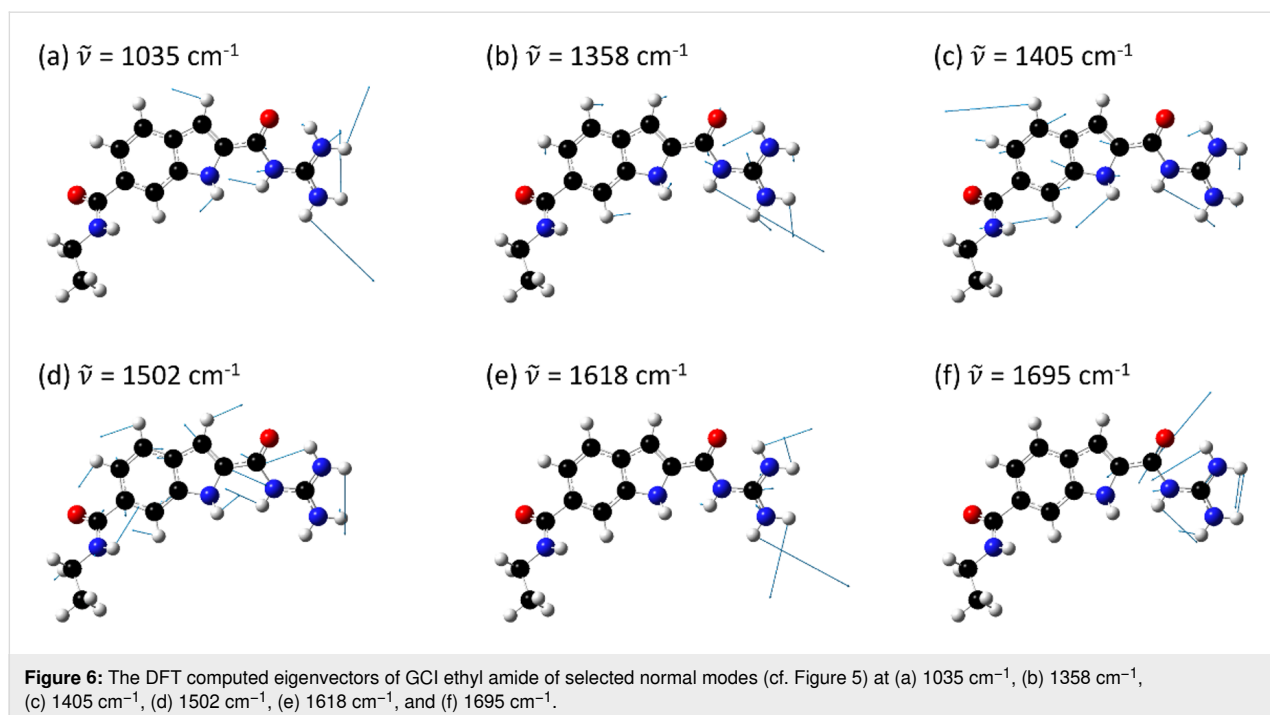 (a) ṽ = 1035 cm⁻¹
(b) ṽ = 1358 cm⁻¹
(c) ṽ = 1405 cm⁻¹
(d) ṽ = 1502 cm⁻¹
(e) ṽ = 1618 cm⁻¹
(f) ṽ = 1695 cm⁻¹
Figure 6: The DFT computed eigenvectors of GCI ethyl amide of selected normal modes (cf. Figure 5) at (a) 1035 cm⁻¹, (b) 1358 cm⁻¹,
(c) 1405 cm⁻¹, (d) 1502 cm⁻¹, (e) 1618 cm⁻¹, and (f) 1695 cm⁻¹.